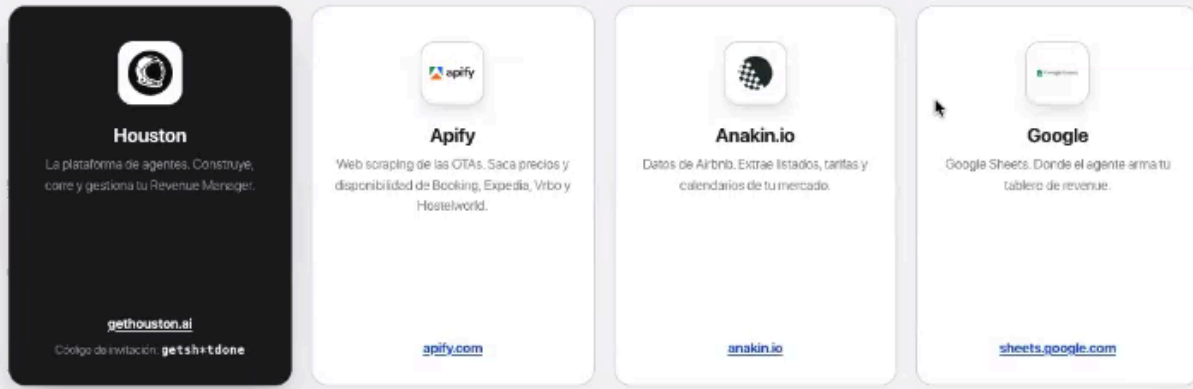 Houston
La plataforma de agentes. Construye,
corre y gestiona tu Revenue Manager.
gethouston.ai
Código de invitación: getsh*tdone
apify
Apify
Web scraping de las OTAs. Saca precios y
disponibilidad de Booking, Expedia, Vrbo y
Hostelworld.
apify.com
Anakin.io
Datos de Airbnb. Extrae listados, tarifas y
calendarios de tu mercado.
anakin.io
Google
Google Sheets. Donde el agente arma tu
tablero de revenue.
sheets.google.com